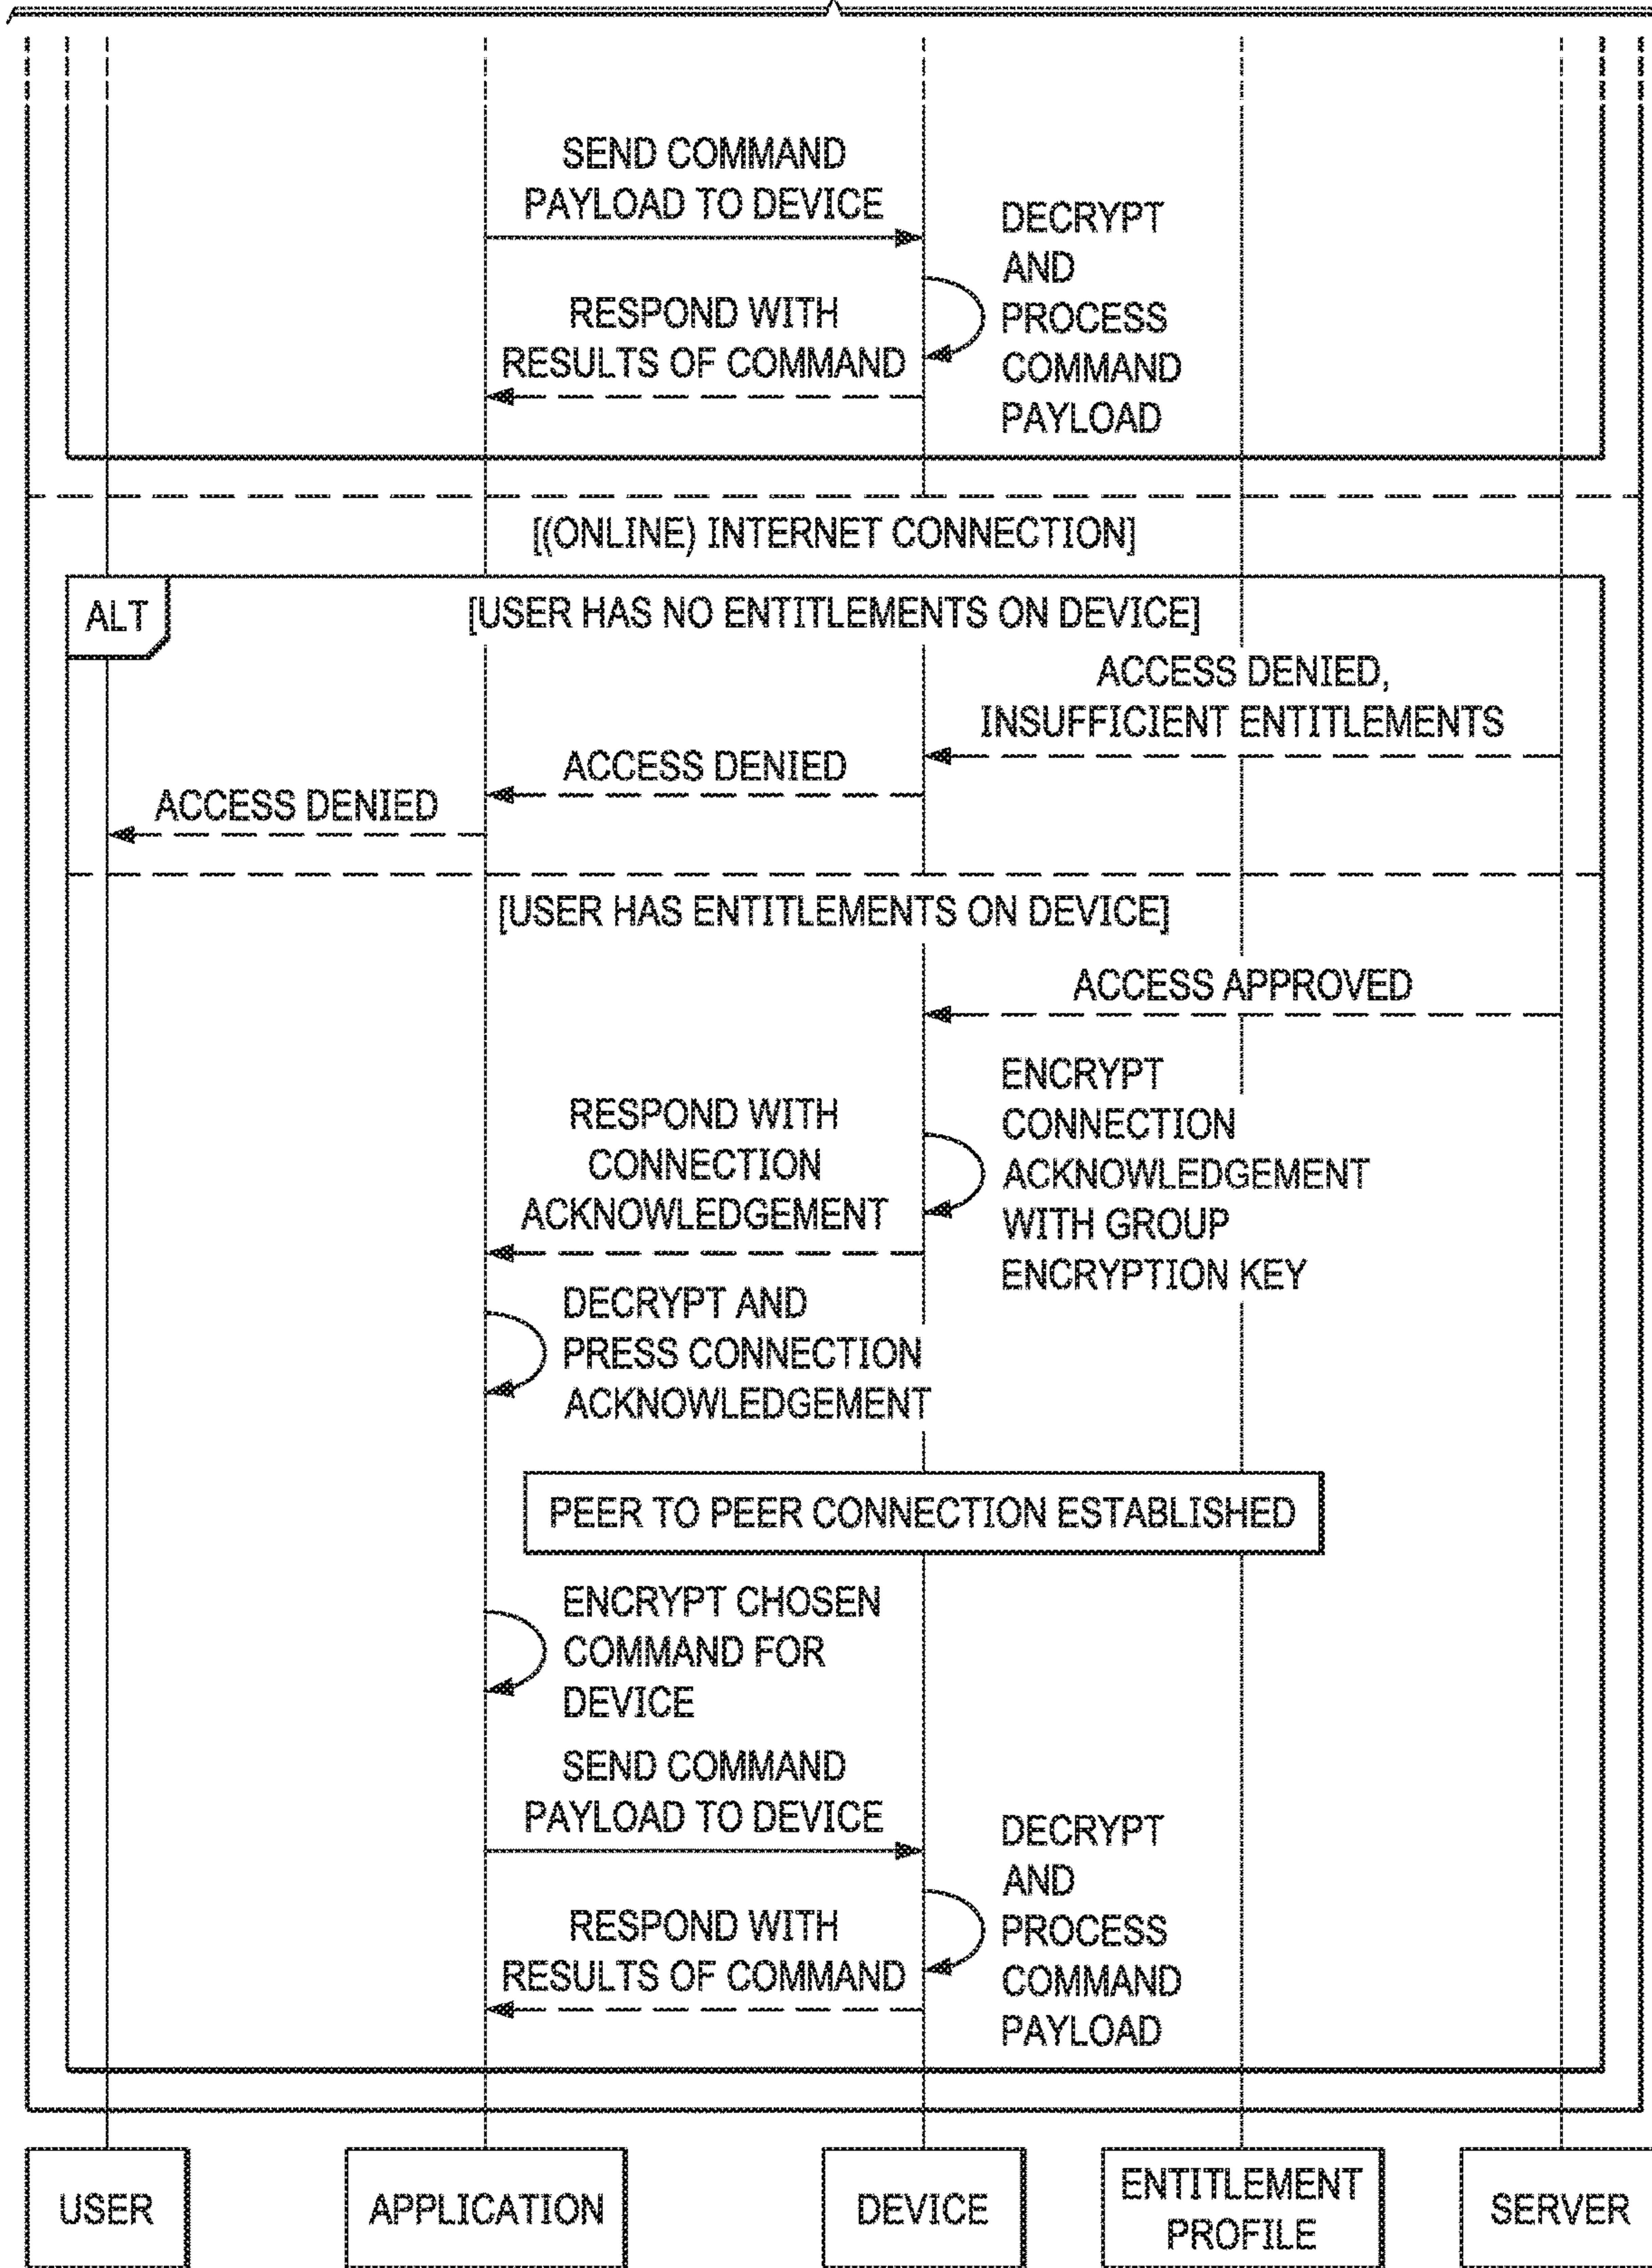 SEND COMMAND
PAYLOAD TO DEVICE
DECRYPT
AND
PROCESS
COMMAND
PAYLOAD
RESPOND WITH
RESULTS OF COMMAND
[(ONLINE) INTERNET CONNECTION]
ALT
[USER HAS NO ENTITLEMENTS ON DEVICE]
ACCESS DENIED,
INSUFFICIENT ENTITLEMENTS
ACCESS DENIED
ACCESS DENIED
[USER HAS ENTITLEMENTS ON DEVICE]
ACCESS APPROVED
ENCRYPT
CONNECTION
ACKNOWLEDGEMENT
WITH GROUP
ENCRYPTION KEY
RESPOND WITH
CONNECTION
ACKNOWLEDGEMENT
DECRYPT AND
PRESS CONNECTION
ACKNOWLEDGEMENT
PEER TO PEER CONNECTION ESTABLISHED
ENCRYPT CHOSEN
COMMAND FOR
DEVICE
SEND COMMAND
PAYLOAD TO DEVICE
DECRYPT
AND
PROCESS
COMMAND
PAYLOAD
RESPOND WITH
RESULTS OF COMMAND
USER
APPLICATION
DEVICE
ENTITLEMENT
PROFILE
SERVER